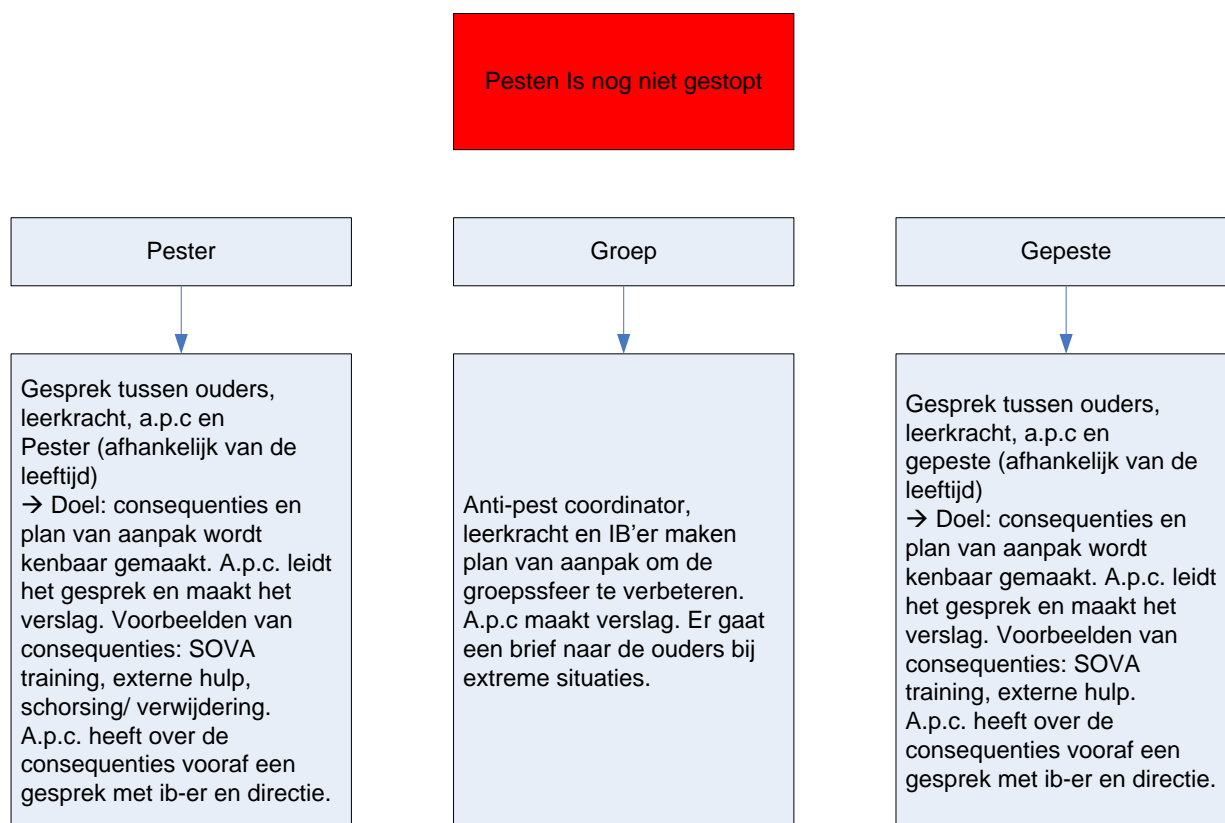 Pesten Is nog niet gestopt
Pester
Groep
Gepeste
Gesprek tussen ouders,
leerkracht, a.p.c en
Pester (afhankelijk van de
leeftijd)
→ Doel: consequenties en
plan van aanpak wordt
kenbaar gemaakt. A.p.c. leidt
het gesprek en maakt het
verslag. Voorbeelden van
consequenties: SOVA
training, externe hulp,
schorsing/ verwijdering.
A.p.c. heeft over de
consequenties vooraf een
gesprek met ib-er en directie.
Anti-pest coordinator,
leerkracht en IB’er maken
plan van aanpak om de
groepssfeer te verbeteren.
A.p.c maakt verslag. Er gaat
een brief naar de ouders bij
extreme situaties.
Gesprek tussen ouders,
leerkracht, a.p.c en
gepeste (afhankelijk van de
leeftijd)
→ Doel: consequenties en
plan van aanpak wordt
kenbaar gemaakt. A.p.c. leidt
het gesprek en maakt het
verslag. Voorbeelden van
consequenties: SOVA
training, externe hulp.
A.p.c. heeft over de
consequenties vooraf een
gesprek met ib-er en directie.